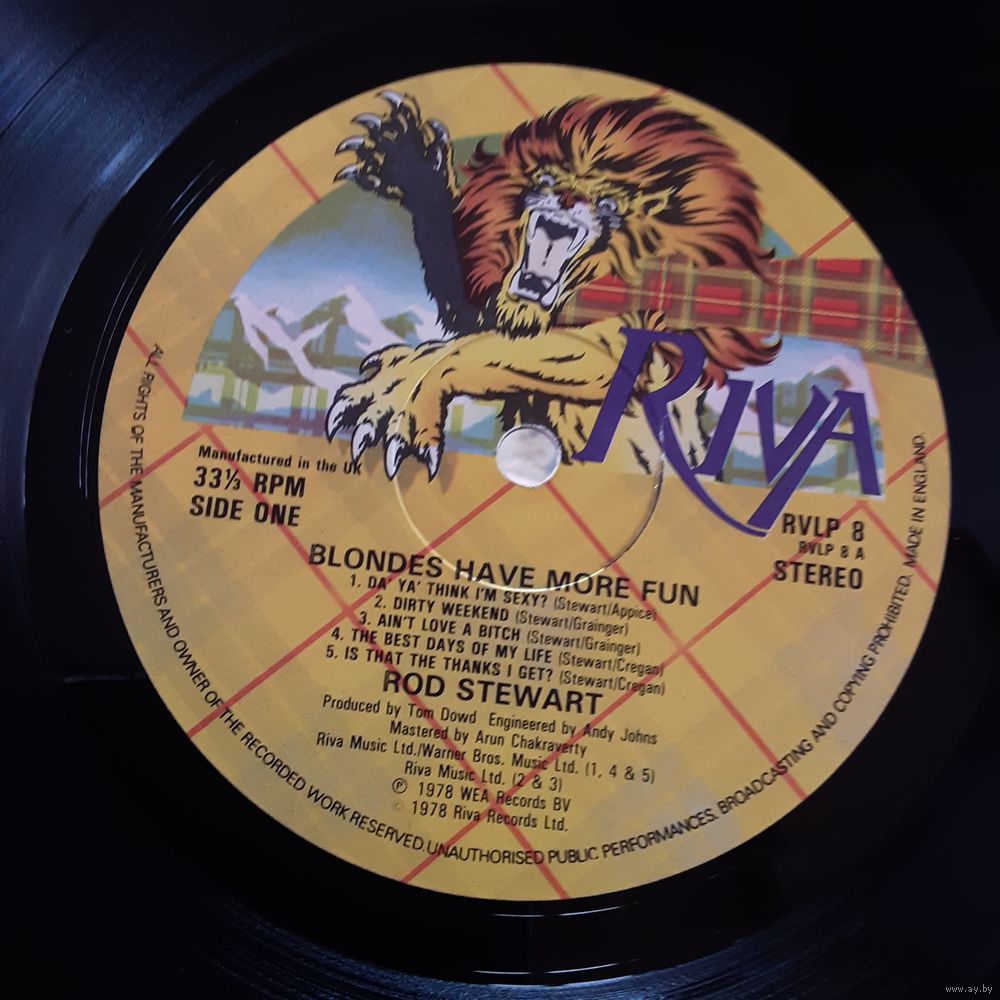 RIVA
Manufactured in the UK
33⅓ RPM
SIDE ONE
RVLP 8
RVLP 8 A
STEREO
BLONDES HAVE MORE FUN
1. DA' YA' THINK I'M SEXY? (Stewart/Appice)
2. DIRTY WEEKEND (Stewart/Grainger)
3. AIN'T LOVE A BITCH (Stewart/Grainger)
4. THE BEST DAYS OF MY LIFE (Stewart/Cregan)
5. IS THAT THE THANKS I GET? (Stewart/Cregan)
ROD STEWART
Produced by Tom Dowd Engineered by Andy Johns
Mastered by Arun Chakraverty
Riva Music Ltd./Warner Bros. Music Ltd. (1, 4 & 5)
Riva Music Ltd. (2 & 3)
℗ 1978 WEA Records BV
© 1978 Riva Records Ltd.
ALL RIGHTS OF THE MANUFACTURERS AND OWNER OF THE RECORDED WORK RESERVED. UNAUTHORISED PUBLIC PERFORMANCES, BROADCASTING AND COPYING PROHIBITED. MADE IN ENGLAND.
www.ay.by